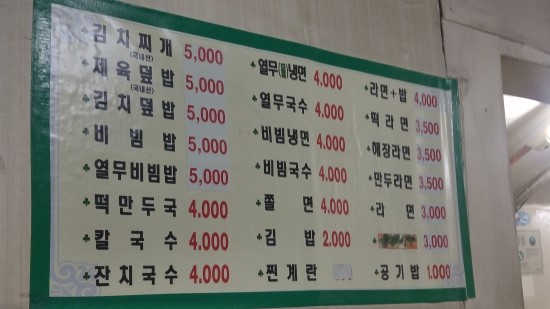 김치찌개 5,000
(국내산)
제육덮밥 5,000
(국내산)
김치덮밥 5,000
비빔밥 5,000
열무비빔밥 5,000
떡만두국 4.000
칼국수 4.000
잔치국수 4.000
열무냉면 4.000
열무국수 4.000
비빔냉면 4.000
비빔국수 4.000
쫄면 4.000
김밥 2.000
찐계란
라면+밥 4,000
떡라면 3,500
해장라면 3,500
만두라면 3,500
라면 3,000
3,000
공기밥 1.000